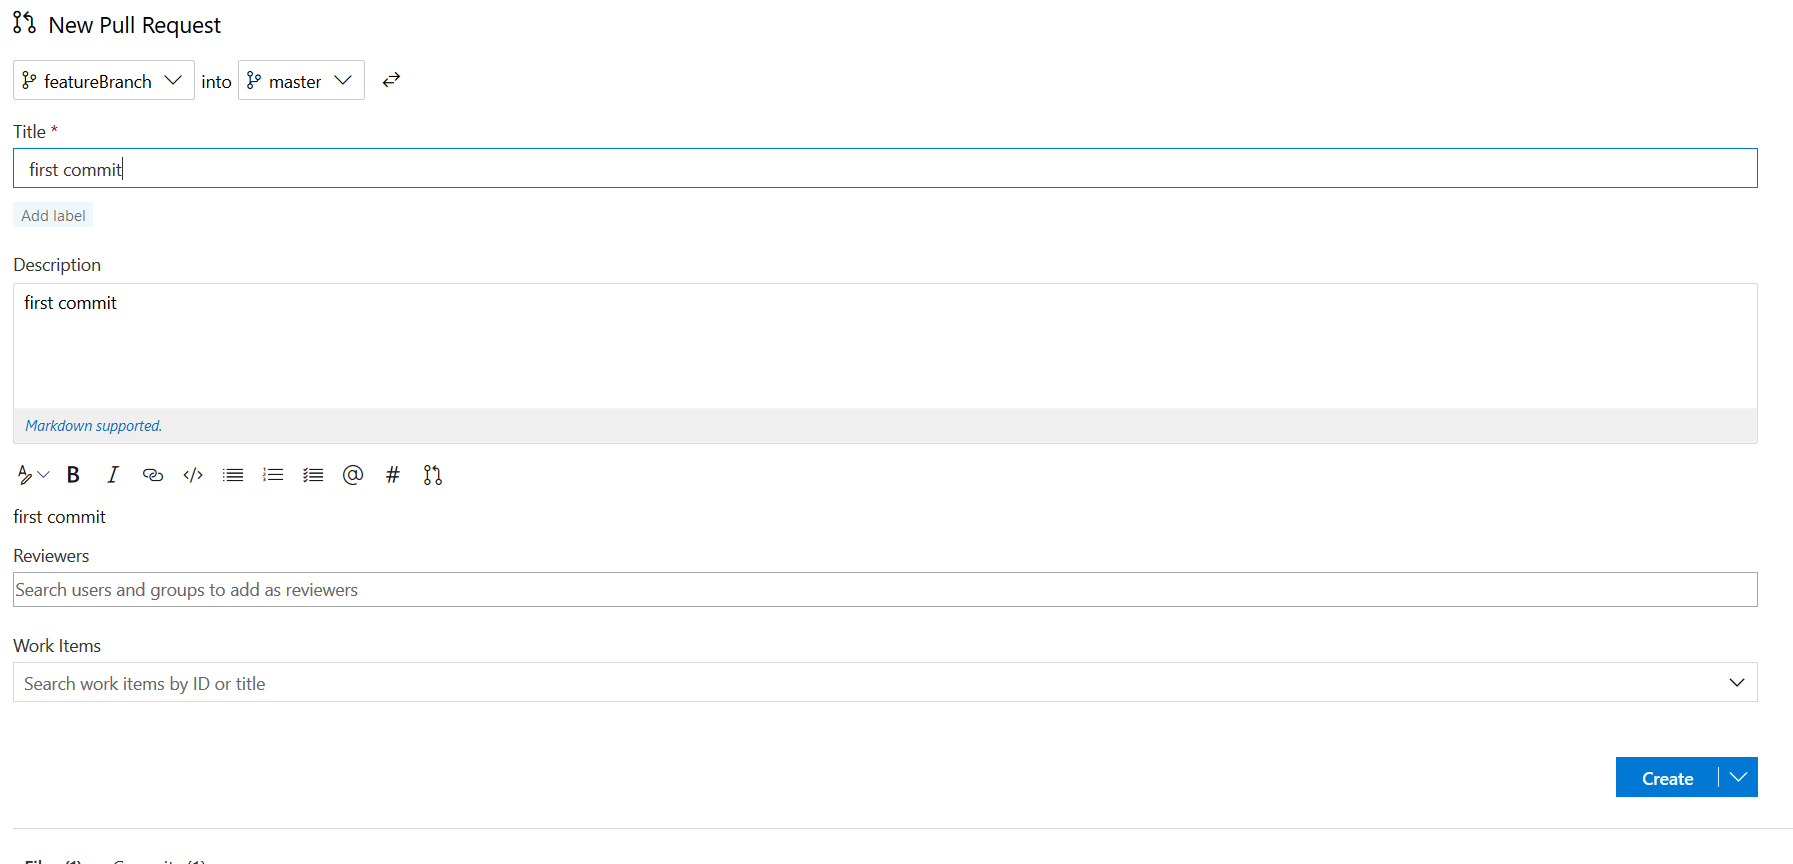 New Pull Request
featureBranch into master
Title *
first commit
Add label
Description
first commit
Markdown supported.
B I </> @ #
first commit
Reviewers
Search users and groups to add as reviewers
Work Items
Search work items by ID or title
Create